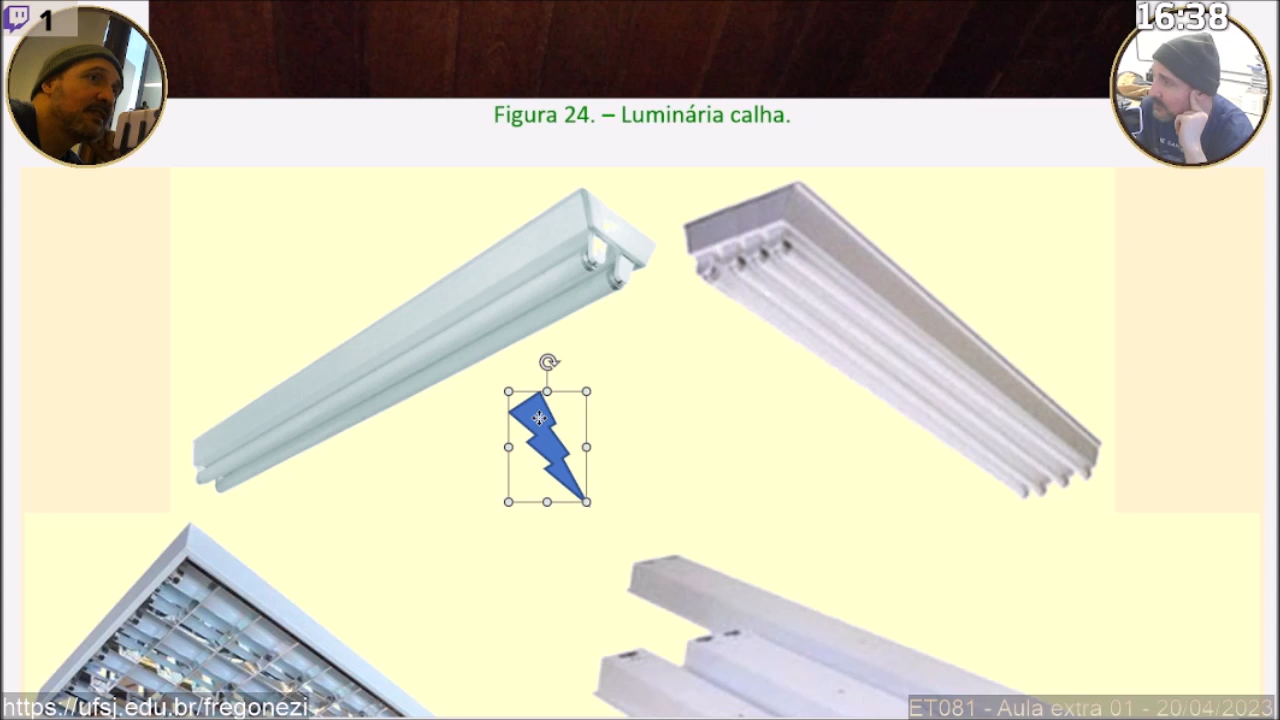 1
16:38
Figura 24. – Luminária calha.
https://ufsj.edu.br/fregonezi
ET081 - Aula extra 01 - 20/04/2023